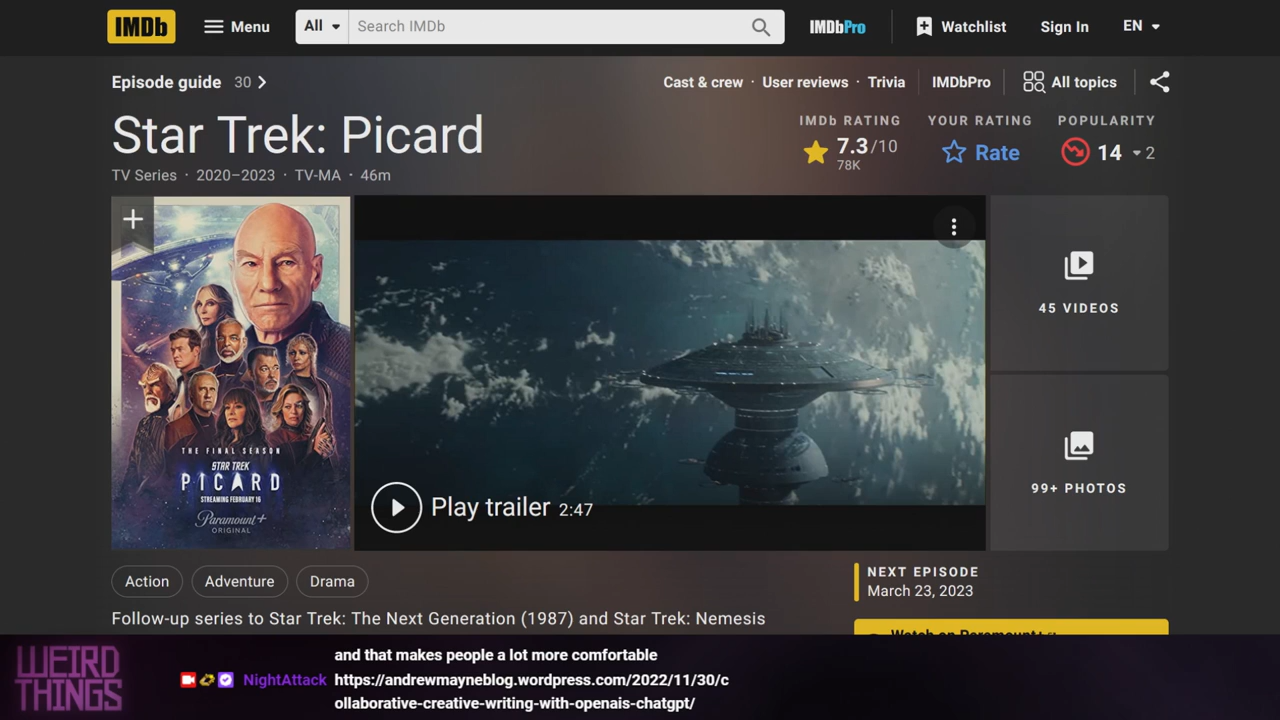 IMDb
Menu
All
Search IMDb
IMDbPro
Watchlist
Sign In
EN
Episode guide 30
Cast & crew · User reviews · Trivia
IMDbPro
All topics
Star Trek: Picard
TV Series · 2020–2023 · TV-MA · 46m
IMDb RATING
7.3/10
78K
YOUR RATING
Rate
POPULARITY
14
2
THE FINAL SEASON
STAR TREK
PICARD
STREAMING FEBRUARY 16
Paramount+
ORIGINAL
Play trailer 2:47
45 VIDEOS
99+ PHOTOS
Action
Adventure
Drama
Follow-up series to Star Trek: The Next Generation (1987) and Star Trek: Nemesis
NEXT EPISODE
March 23, 2023
Watch on Paramount+
WEIRD
THINGS
and that makes people a lot more comfortable
NightAttack
https://andrewmayneblog.wordpress.com/2022/11/30/c
ollaborative-creative-writing-with-openais-chatgpt/